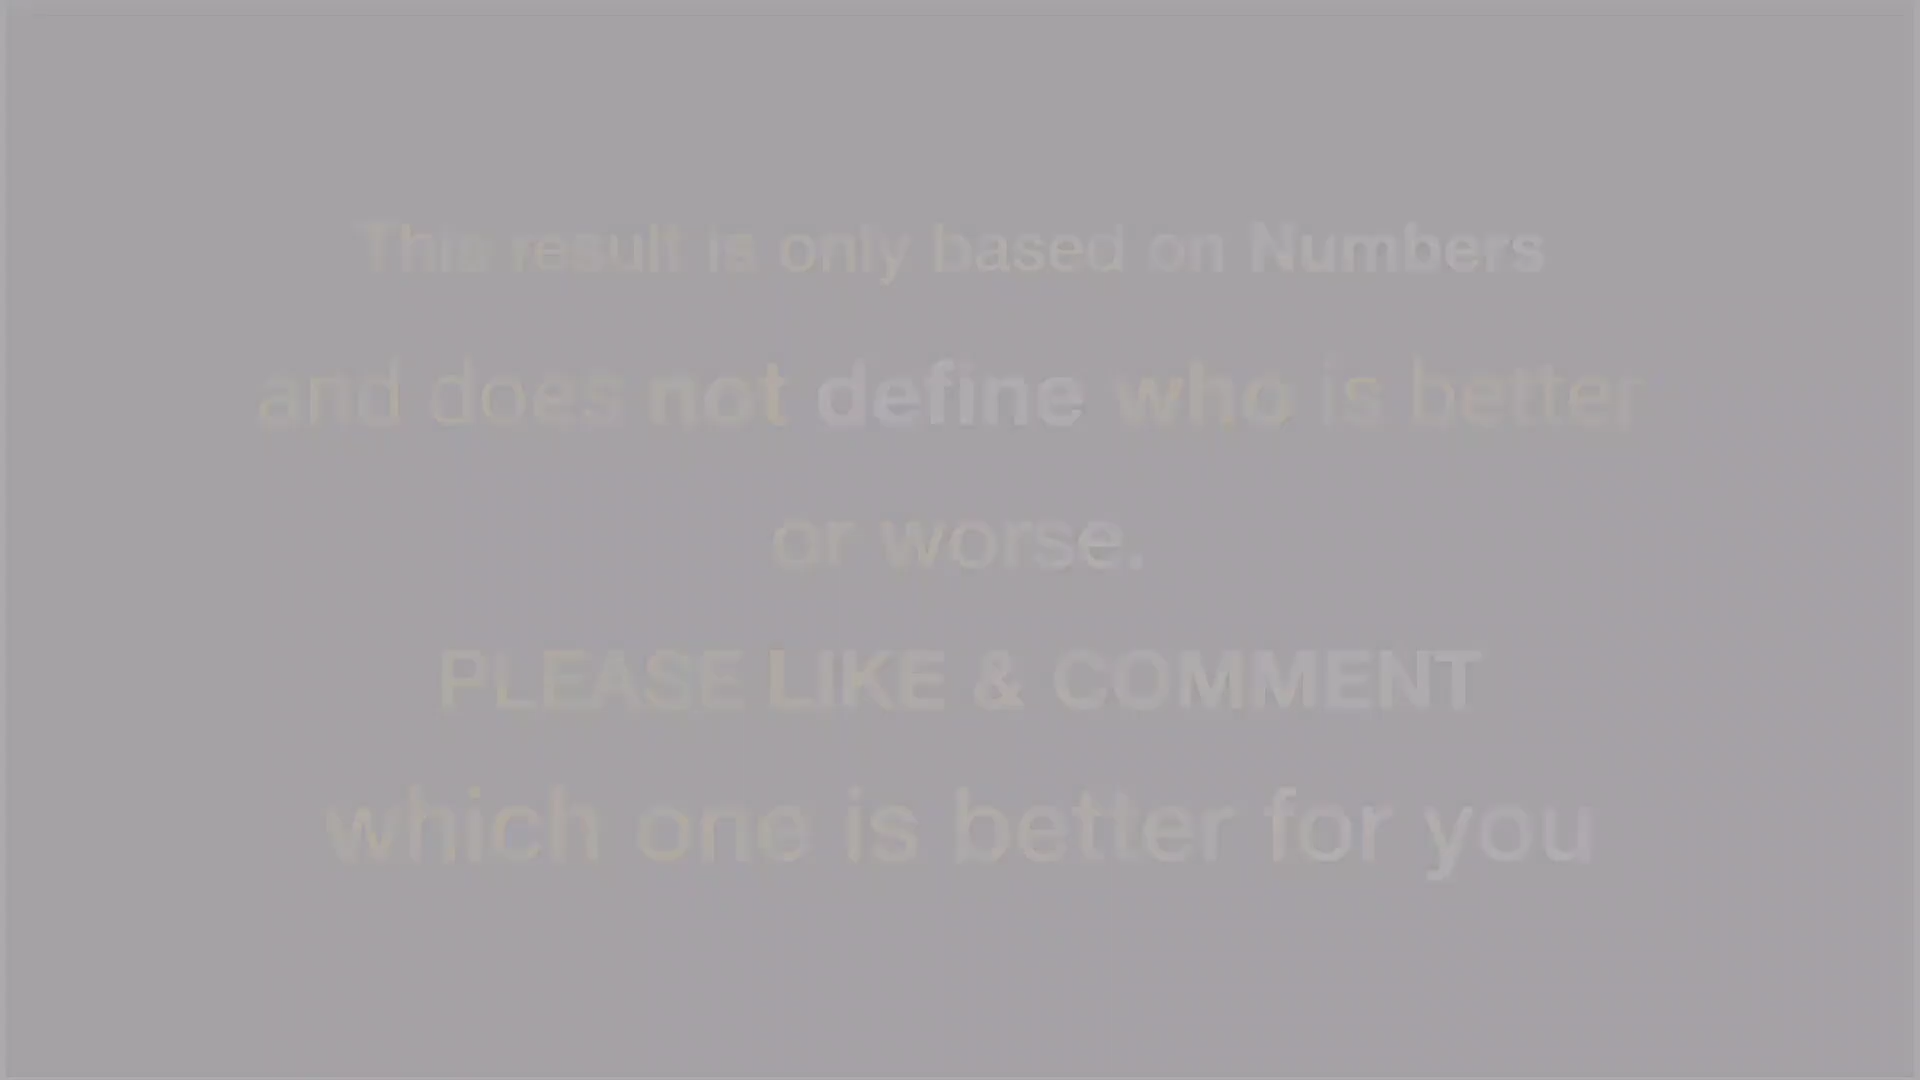 This result is only based on Numbers
and does not define who is better
or worse.
PLEASE LIKE & COMMENT
which one is better for you